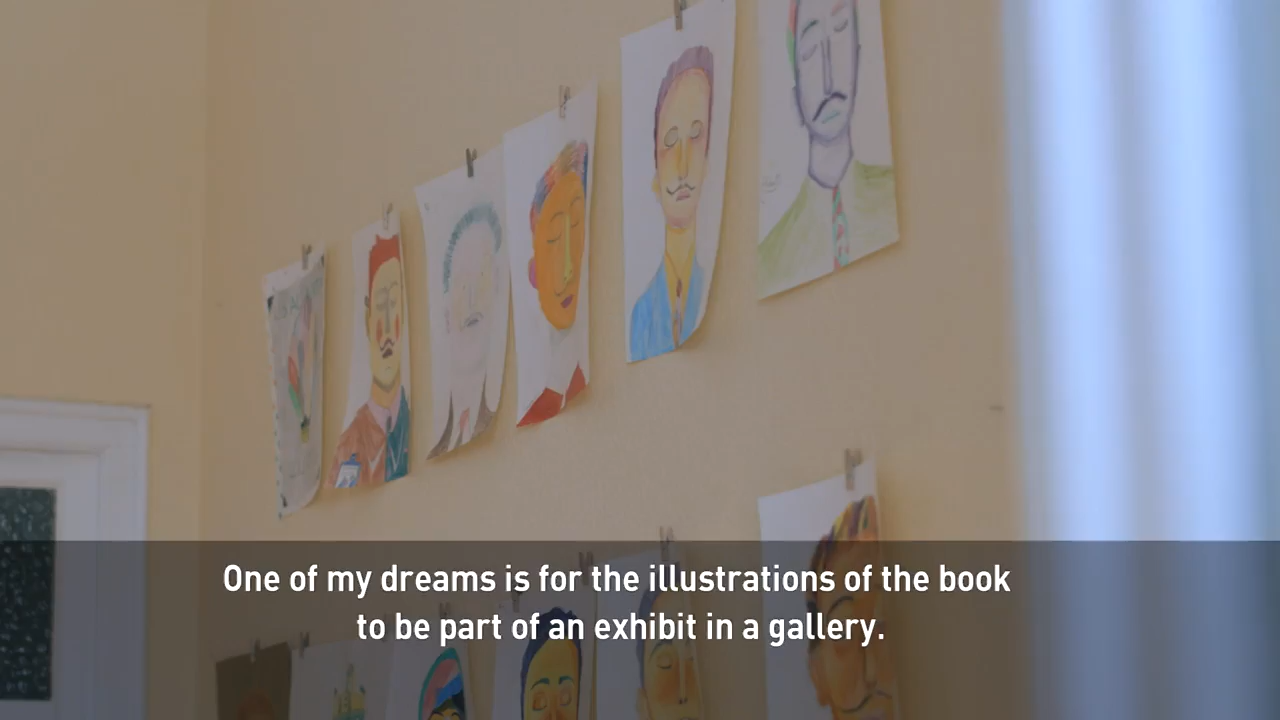 One of my dreams is for the illustrations of the book
to be part of an exhibit in a gallery.